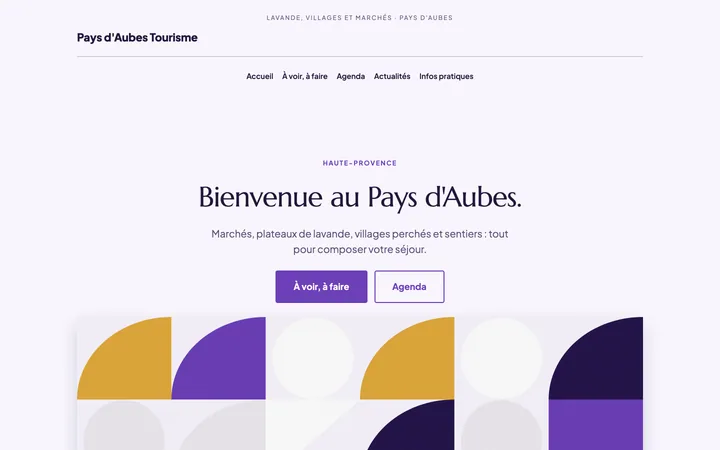 LAVANDE, VILLAGES ET MARCHÉS · PAYS D'AUBES
Pays d'Aubes Tourisme
Accueil À voir, à faire Agenda Actualités Infos pratiques
HAUTE-PROVENCE
Bienvenue au Pays d'Aubes.
Marchés, plateaux de lavande, villages perchés et sentiers : tout
pour composer votre séjour.
À voir, à faire Agenda